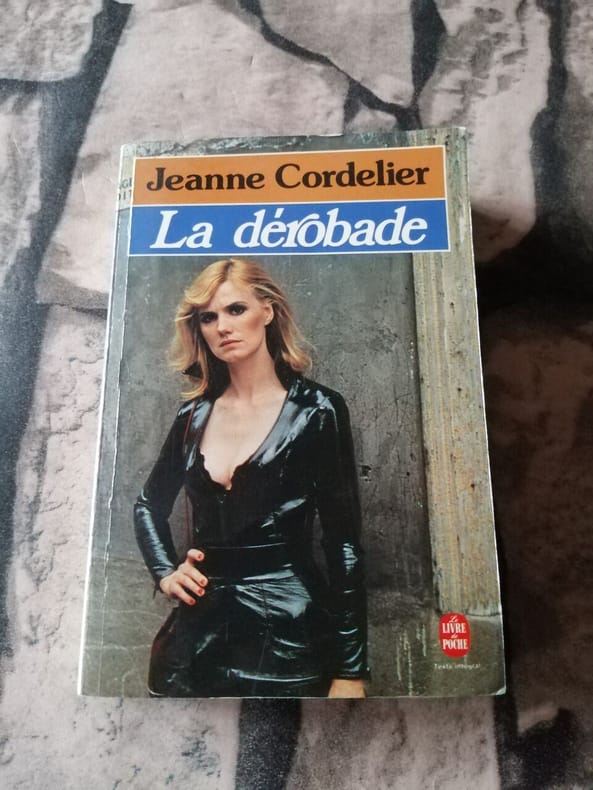 Jeanne Cordelier
La dérobade
Le
LIVRE
de
POCHE
Texte intégral